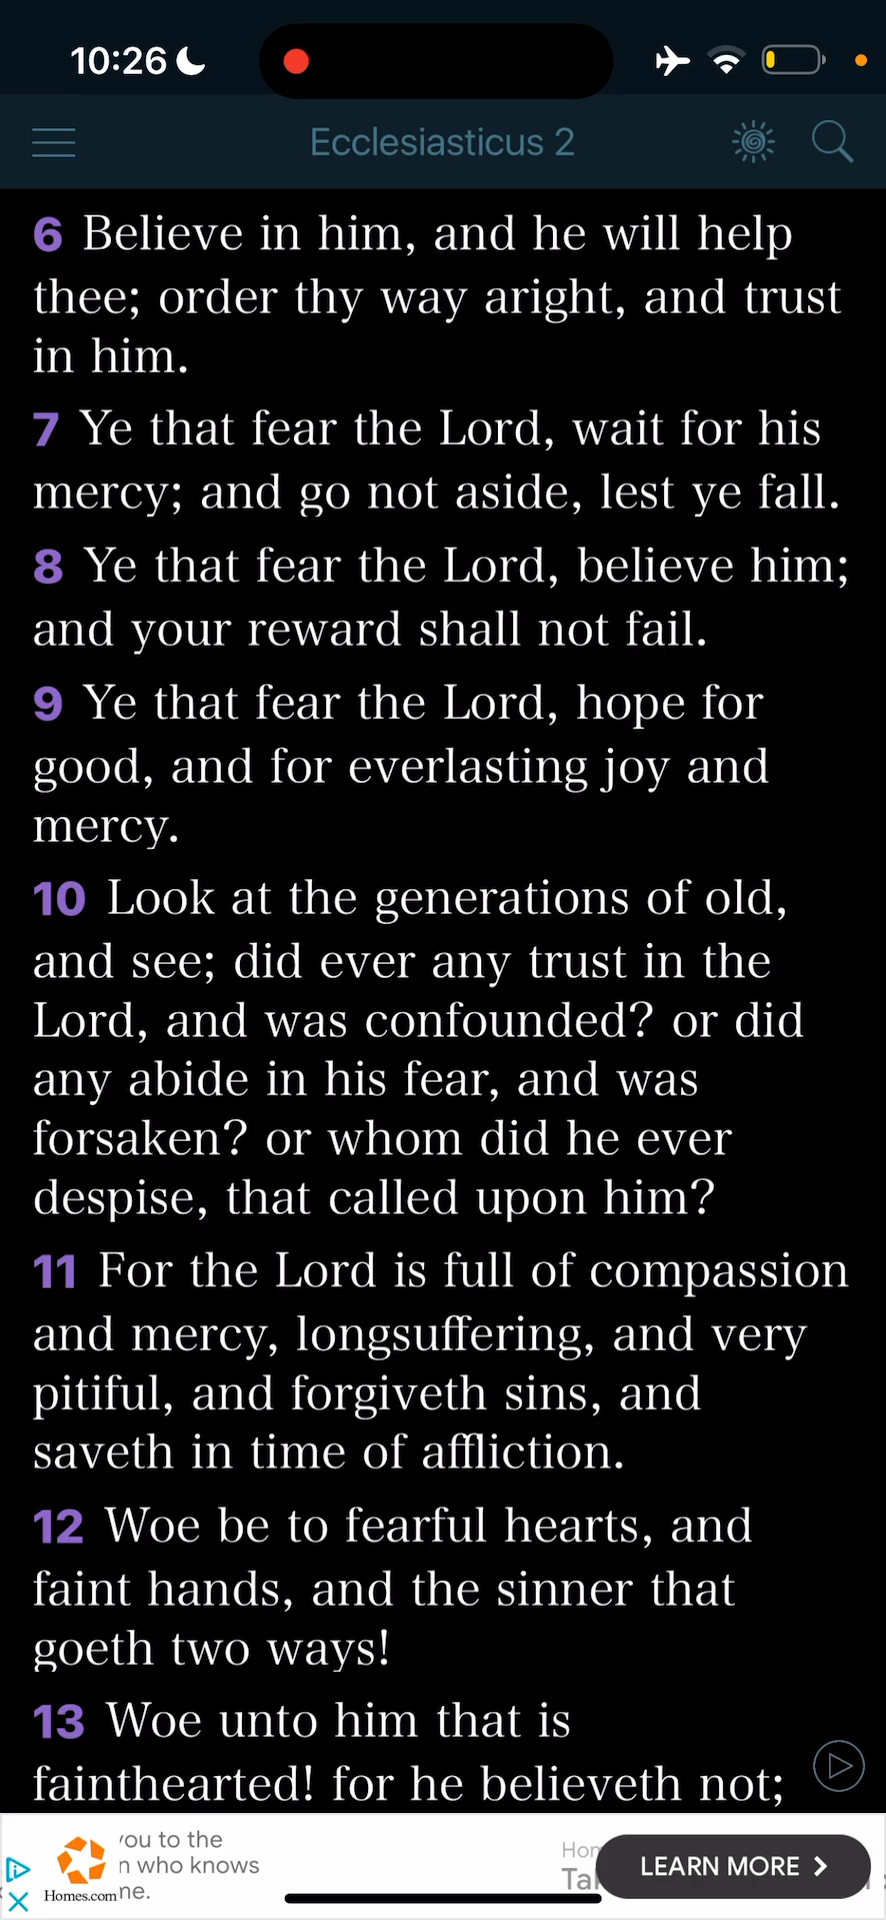 10:26
Ecclesiasticus 2
6 Believe in him, and he will help
thee; order thy way aright, and trust
in him.
7 Ye that fear the Lord, wait for his
mercy; and go not aside, lest ye fall.
8 Ye that fear the Lord, believe him;
and your reward shall not fail.
9 Ye that fear the Lord, hope for
good, and for everlasting joy and
mercy.
10 Look at the generations of old,
and see; did ever any trust in the
Lord, and was confounded? or did
any abide in his fear, and was
forsaken? or whom did he ever
despise, that called upon him?
11 For the Lord is full of compassion
and mercy, longsuffering, and very
pitiful, and forgiveth sins, and
saveth in time of affliction.
12 Woe be to fearful hearts, and
faint hands, and the sinner that
goeth two ways!
13 Woe unto him that is
fainthearted! for he believeth not;
you to the
who knows
Homes.com
LEARN MORE